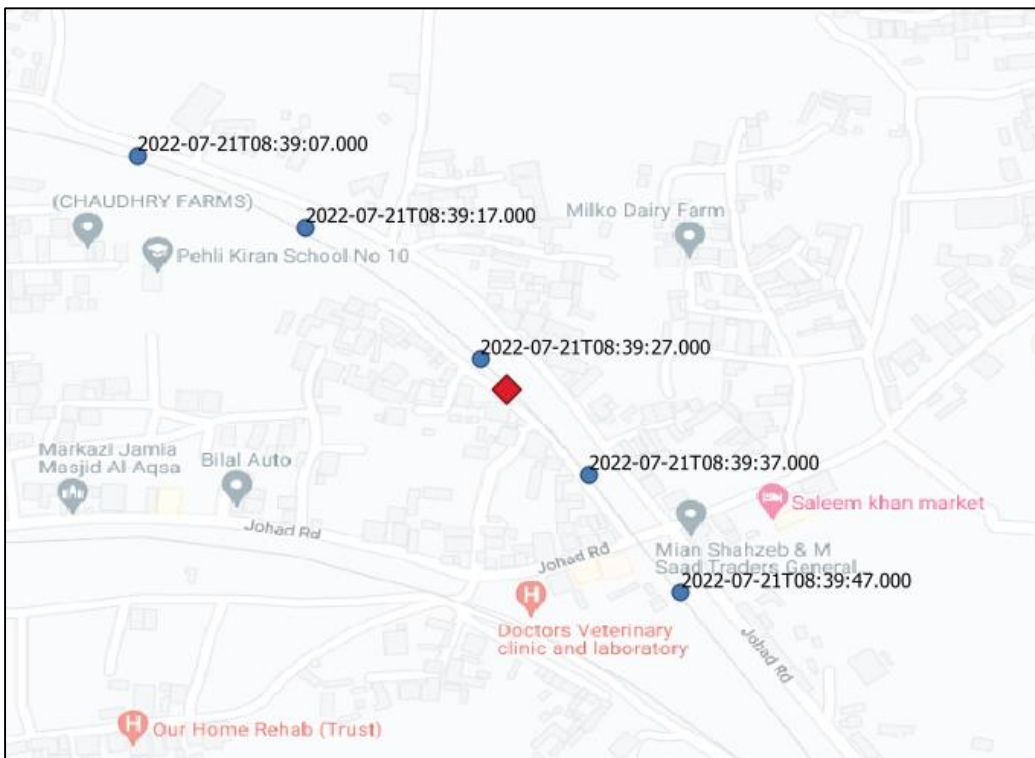 2022-07-21T08:39:07.000
(CHAUDHRY FARMS)
2022-07-21T08:39:17.000
Milko Dairy Farm
Pehli Kiran School No 10
2022-07-21T08:39:27.000
Markazi Jamia
Masjid Al Aqsa
Bilal Auto
2022-07-21T08:39:37.000
Saleem khan market
Johad Rd
Johad Rd
Mian Shahzeb & M
Saad Traders General
2022-07-21T08:39:47.000
H
Doctors Veterinary
clinic and laboratory
Johad Rd
H
Our Home Rehab (Trust)